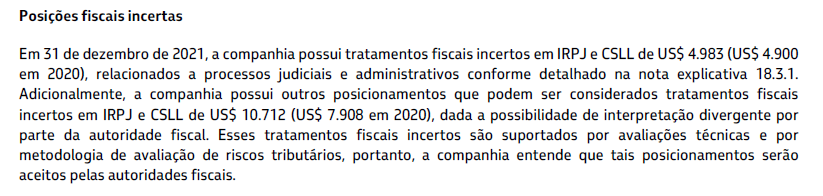 Posições fiscais incertas
Em 31 de dezembro de 2021, a companhia possui tratamentos fiscais incertos em IRPJ e CSLL de US$ 4.983 (US$ 4.900
em 2020), relacionados a processos judiciais e administrativos conforme detalhado na nota explicativa 18.3.1.
Adicionalmente, a companhia possui outros posicionamentos que podem ser considerados tratamentos fiscais
incertos em IRPJ e CSLL de US$ 10.712 (US$ 7.908 em 2020), dada a possibilidade de interpretação divergente por
parte da autoridade fiscal. Esses tratamentos fiscais incertos são suportados por avaliações técnicas e por
metodologia de avaliação de riscos tributários, portanto, a companhia entende que tais posicionamentos serão
aceitos pelas autoridades fiscais.